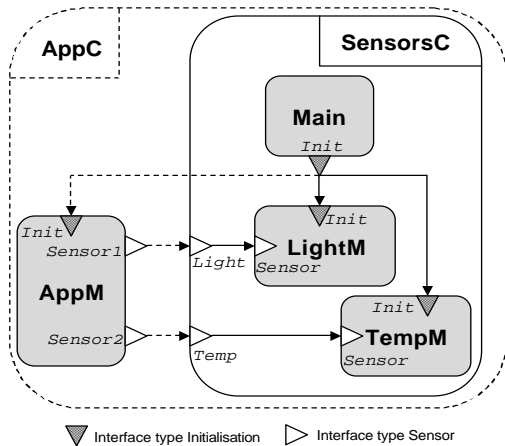 AppC
SensorsC
Main
Init
Init
Init
Sensor1
LightM
Light
Sensor
AppM
Init
Sensor2
TempM
Temp
Sensor
Interface type Initialisation
Interface type Sensor